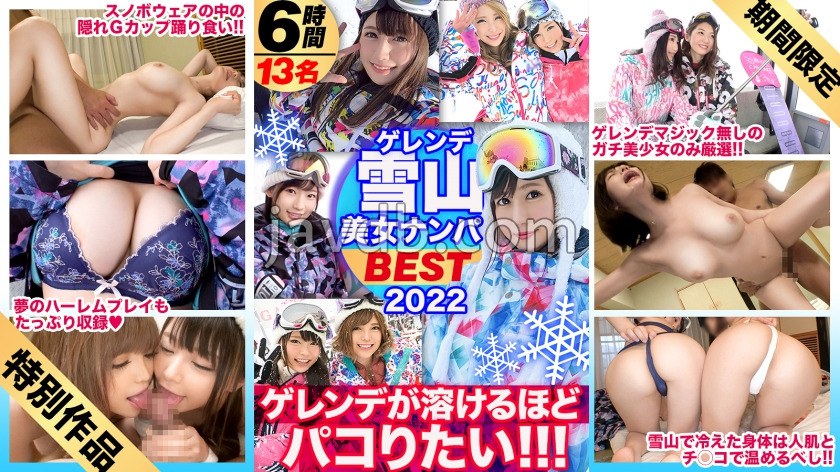 スノボウェアの中の
隠れGカップ踊り食い!!
夢のハーレムプレイも
たっぷり収録♥
特別作品
6時間
13名
ゲレンデ
雪山
美女ナンパ
BEST
2022
javdb.com
ゲレンデが溶けるほど
パコりたい!!!
期間限定
ゲレンデマジック無しの
ガチ美少女のみ厳選!!
雪山で冷えた身体は人肌と
チ〇コで温めるべし!!